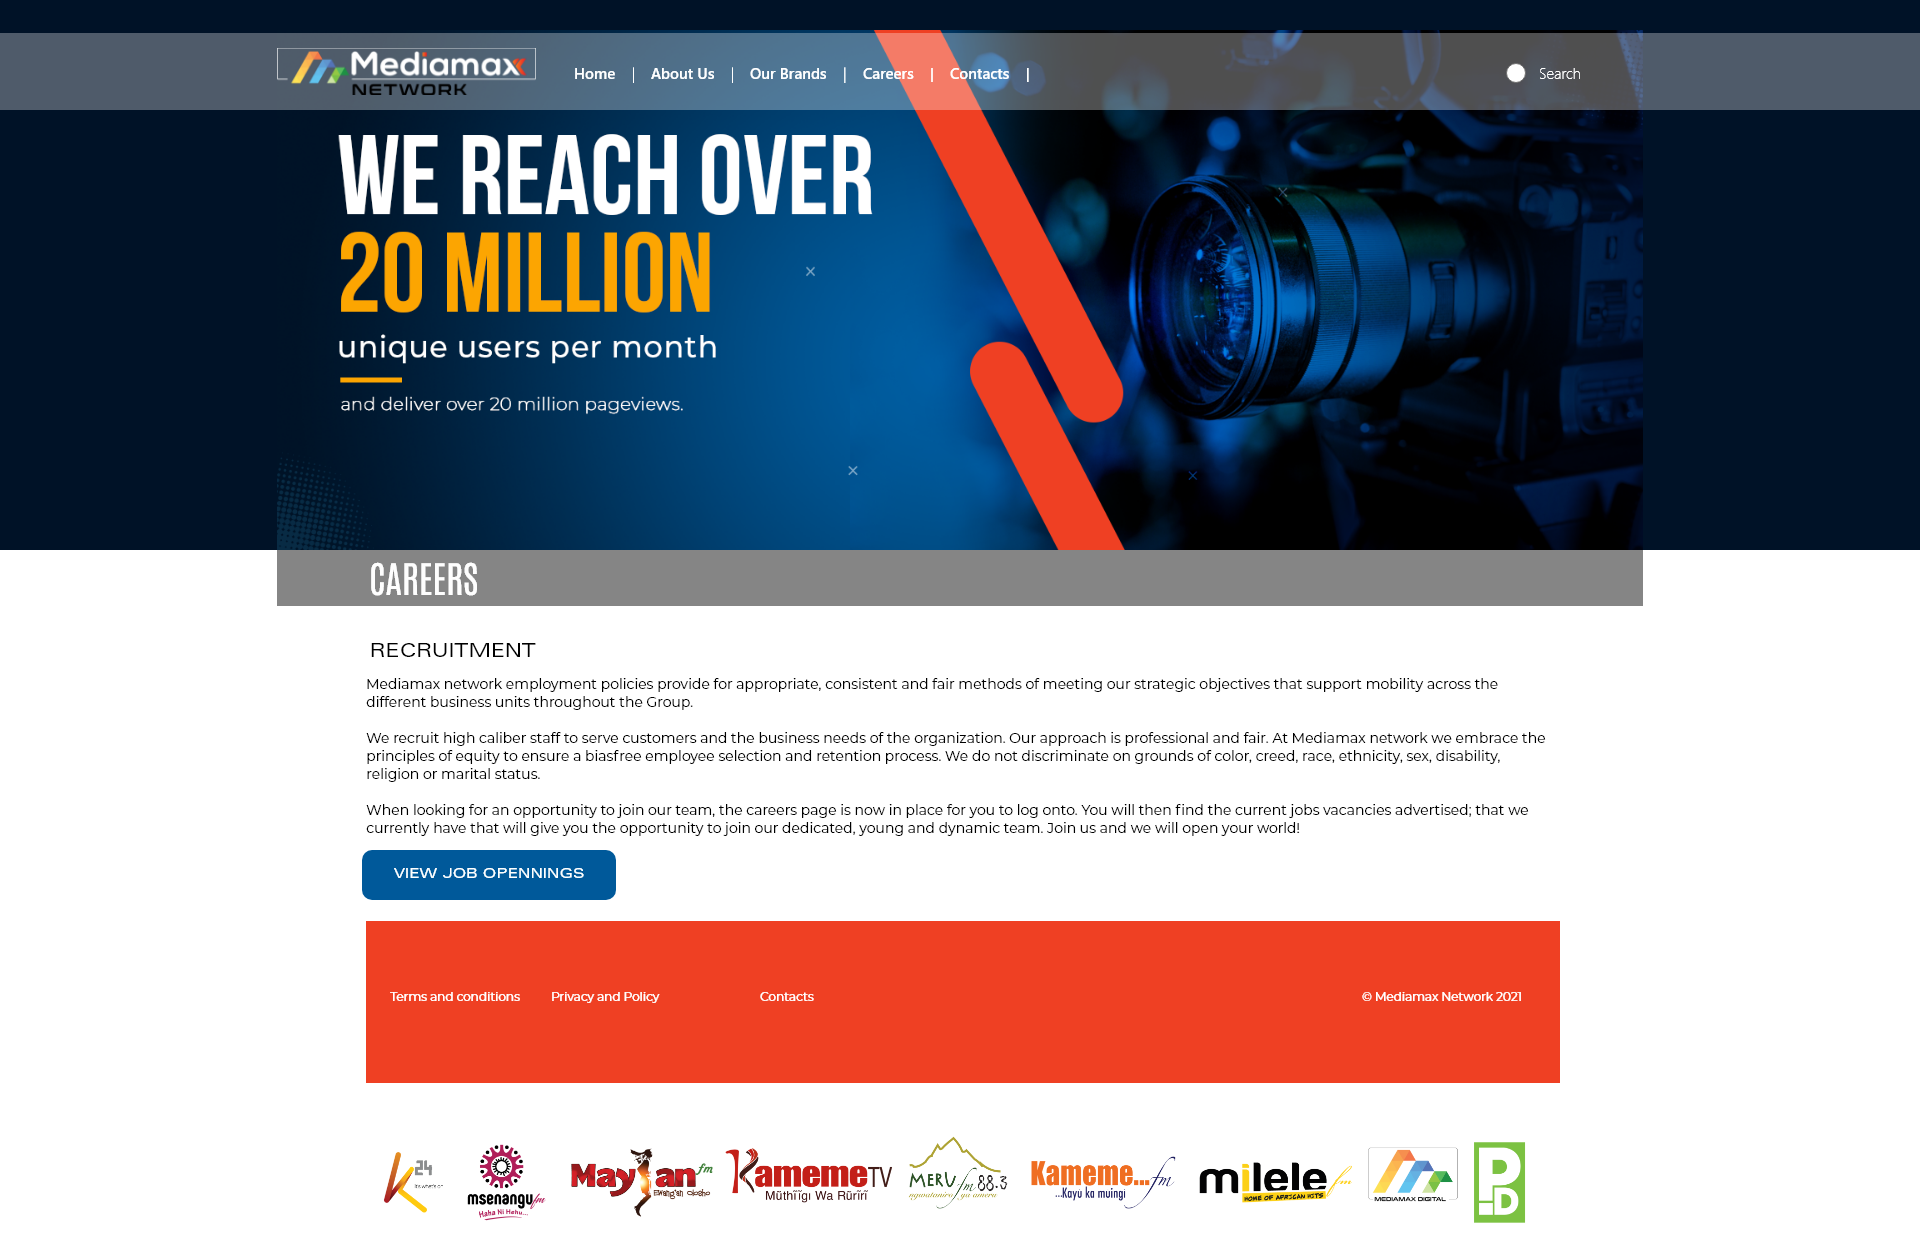 Mediamax
NETWORK
Home | About Us | Our Brands | Careers | Contacts |
Search
WE REACH OVER
20 MILLION
unique users per month
and deliver over 20 million pageviews.
CAREERS
RECRUITMENT
Mediamax network employment policies provide for appropriate, consistent and fair methods of meeting our strategic objectives that support mobility across the
different business units throughout the Group.
We recruit high caliber staff to serve customers and the business needs of the organization. Our approach is professional and fair. At Mediamax network we embrace the
principles of equity to ensure a biasfree employee selection and retention process. We do not discriminate on grounds of color, creed, race, ethnicity, sex, disability,
religion or marital status.
When looking for an opportunity to join our team, the careers page is now in place for you to log onto. You will then find the current jobs vacancies advertised; that we
currently have that will give you the opportunity to join our dedicated, young and dynamic team. Join us and we will open your world!
VIEW JOB OPENNINGS
Terms and conditions
Privacy and Policy
Contacts
© Mediamax Network 2021
K24
its what's on
msenangu fm
Haha Ni Hehu...
Mayian fm
Ewang'an Olosho
Kameme TV
Mũthĩĩgi Wa Rũrĩrĩ
MERU fm 88.3
Kameme... fm
...Kayu ka muingi
milele fm
HOME OF AFRICAN HITS
MEDIAMAX DIGITAL
P.D